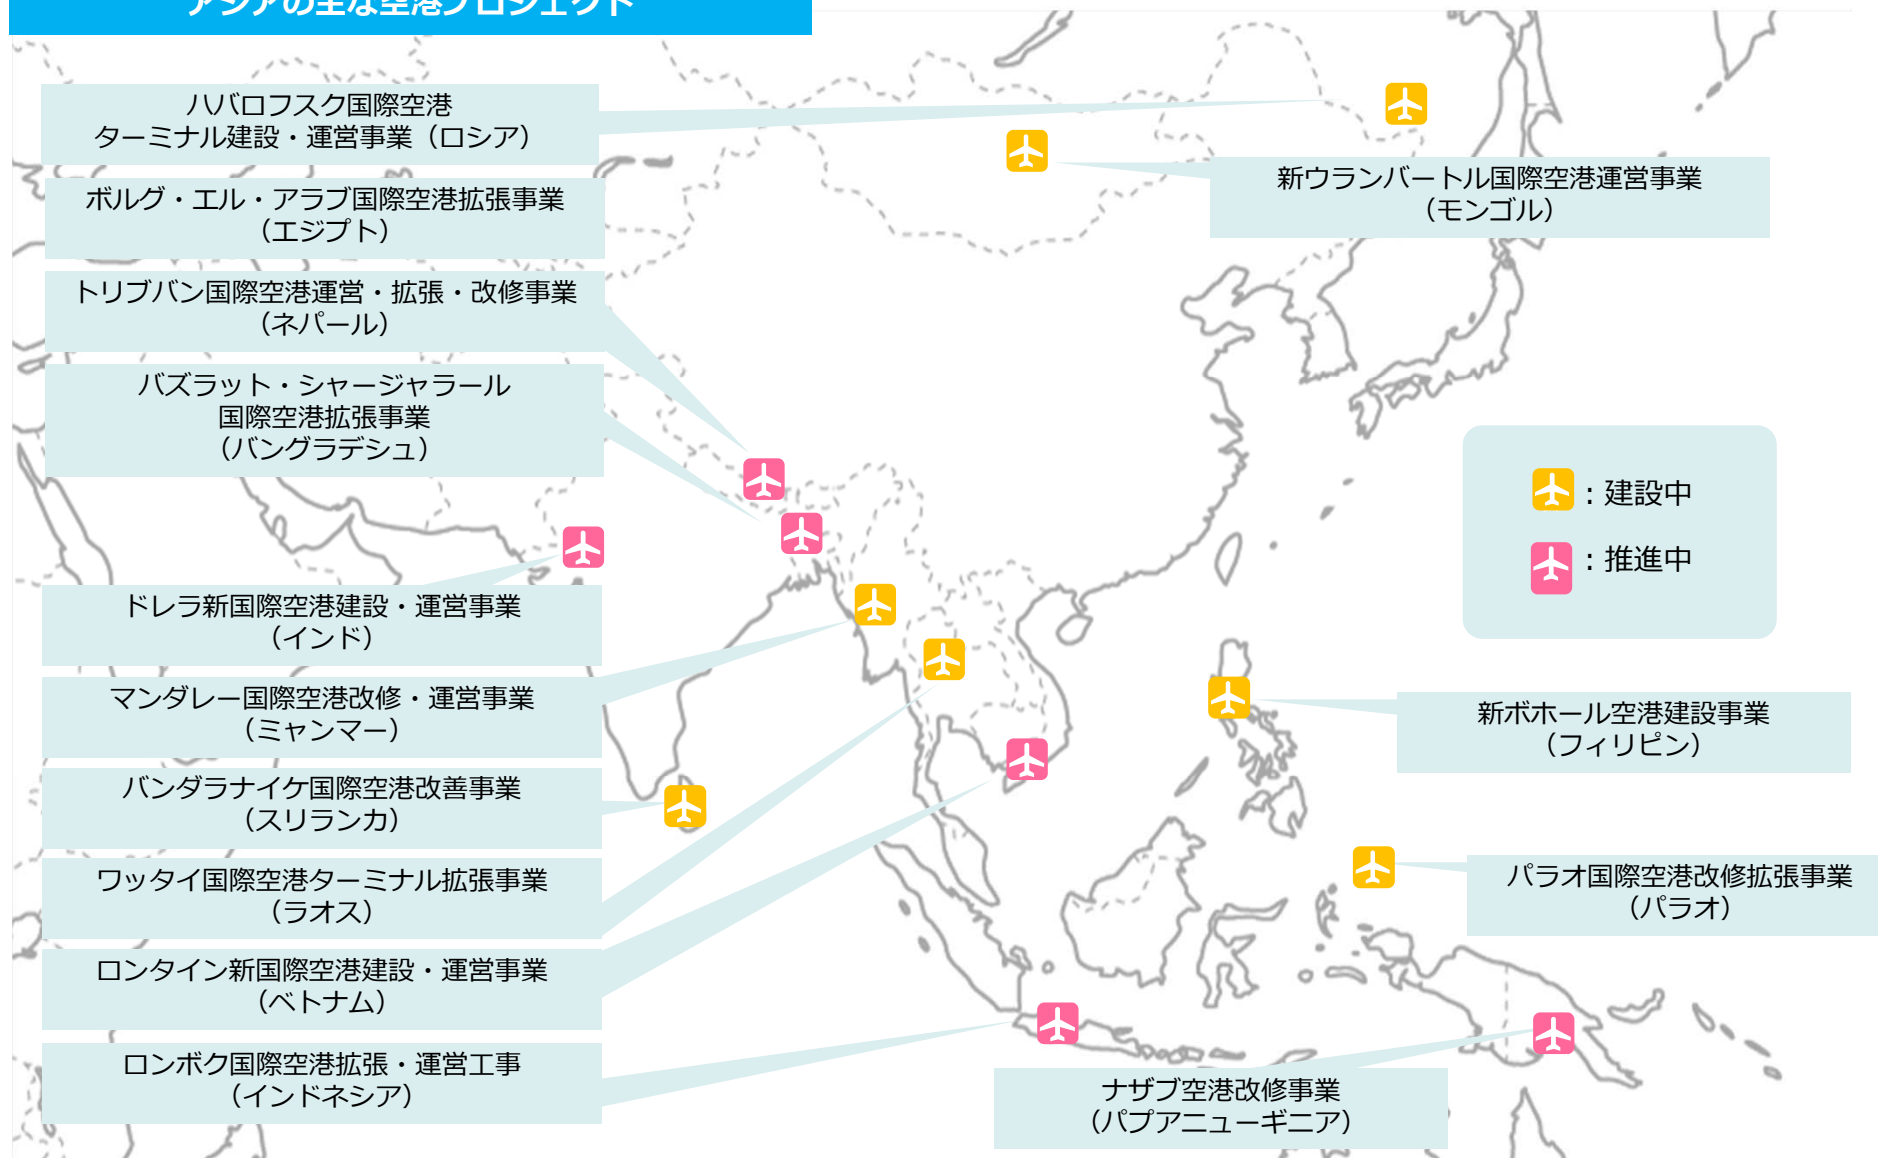 アジアの主な空港プロジェクト
ハバロフスク国際空港
ターミナル建設・運営事業（ロシア）
ボルグ・エル・アラブ国際空港拡張事業
（エジプト）
トリブバン国際空港運営・拡張・改修事業
（ネパール）
バズラット・シャージャラール
国際空港拡張事業
（バングラデシュ）
ドレラ新国際空港建設・運営事業
（インド）
マンダレー国際空港改修・運営事業
（ミャンマー）
バンダラナイケ国際空港改善事業
（スリランカ）
ワッタイ国際空港ターミナル拡張事業
（ラオス）
ロンタイン新国際空港建設・運営事業
（ベトナム）
ロンボク国際空港拡張・運営工事
（インドネシア）
新ウランバートル国際空港運営事業
（モンゴル）
：建設中
：推進中
新ボホール空港建設事業
（フィリピン）
パラオ国際空港改修拡張事業
（パラオ）
ナザブ空港改修事業
（パプアニューギニア）